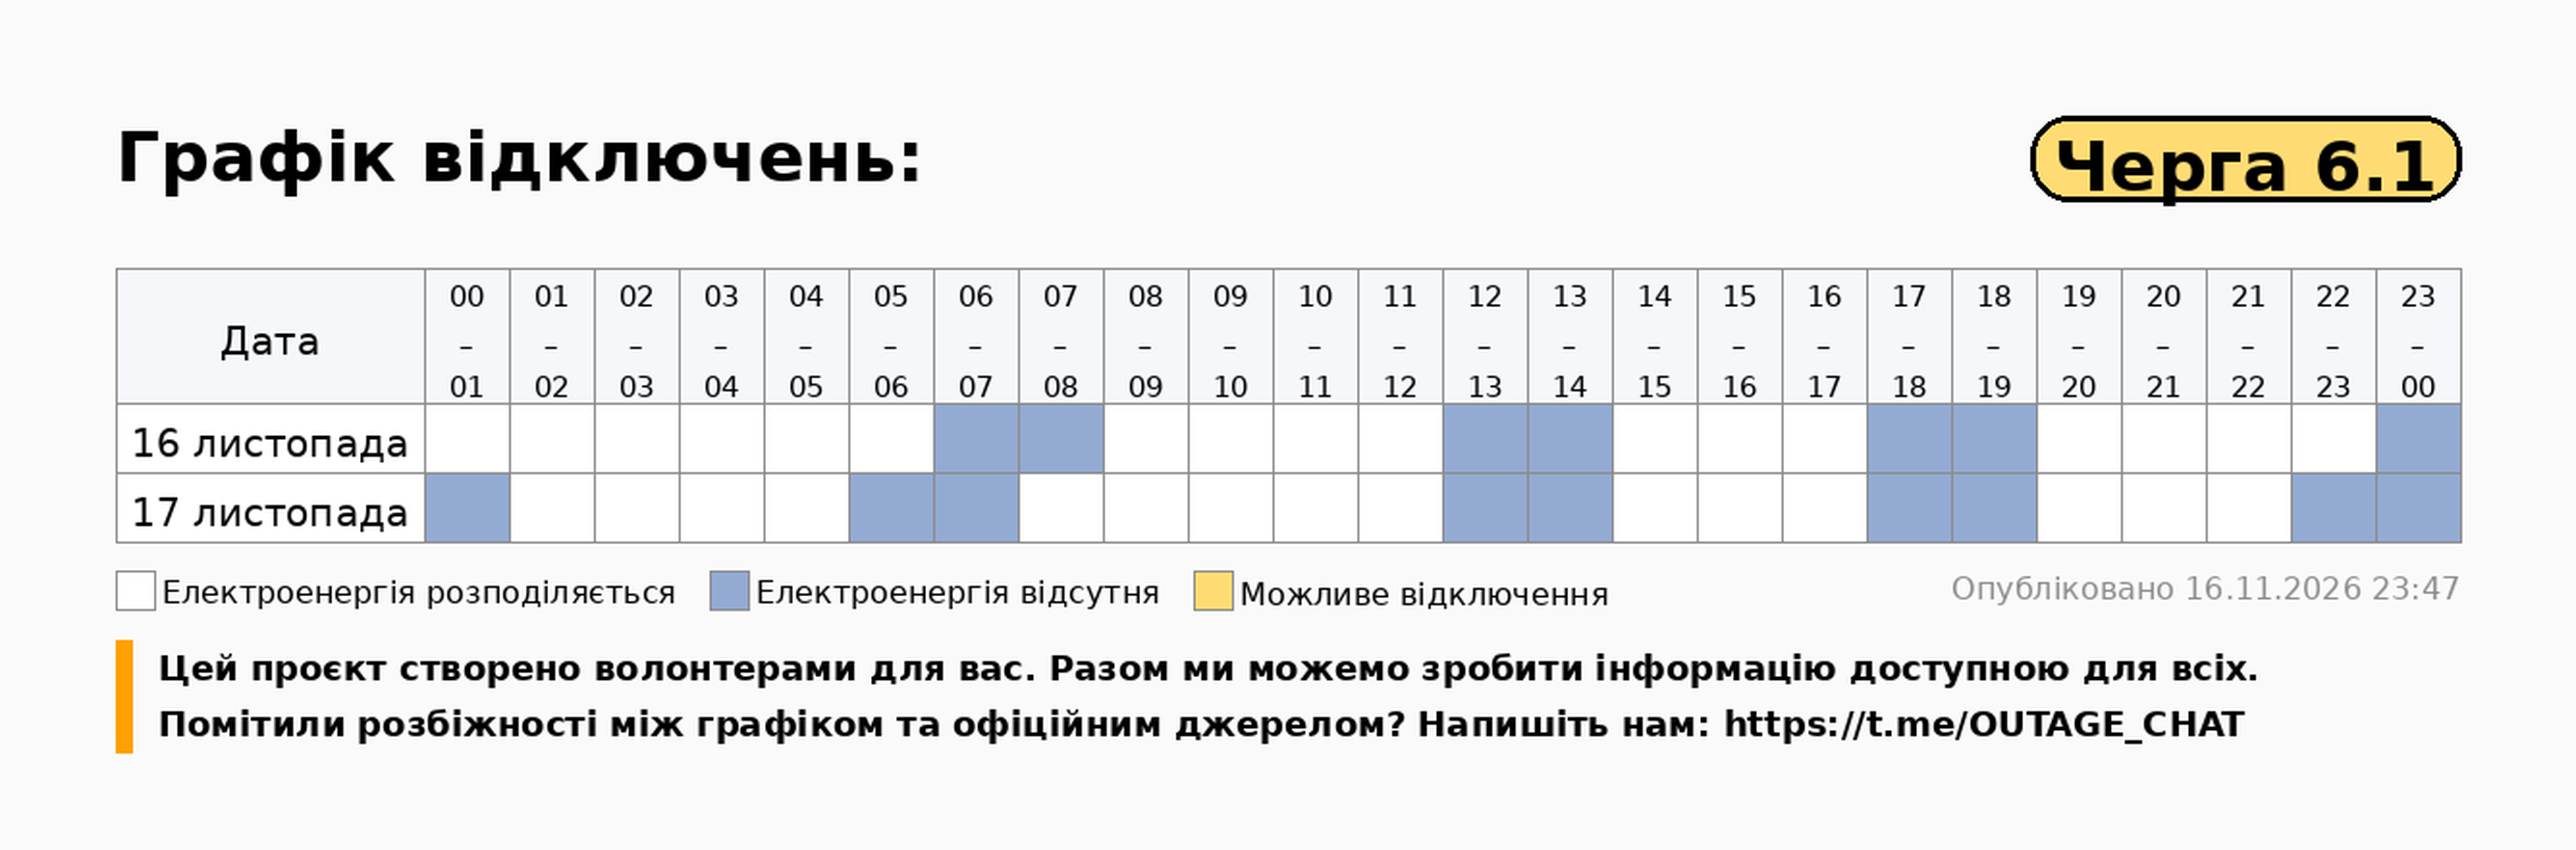 Графік відключень:
Черга 6.1
Дата
00 – 01
01 – 02
02 – 03
03 – 04
04 – 05
05 – 06
06 – 07
07 – 08
08 – 09
09 – 10
10 – 11
11 – 12
12 – 13
13 – 14
14 – 15
15 – 16
16 – 17
17 – 18
18 – 19
19 – 20
20 – 21
21 – 22
22 – 23
23 – 00
16 листопада
17 листопада
Електроенергія розподіляється
Електроенергія відсутня
Можливе відключення
Опубліковано 16.11.2026 23:47
Цей проєкт створено волонтерами для вас. Разом ми можемо зробити інформацію доступною для всіх.
Помітили розбіжності між графіком та офіційним джерелом? Напишіть нам: https://t.me/OUTAGE_CHAT